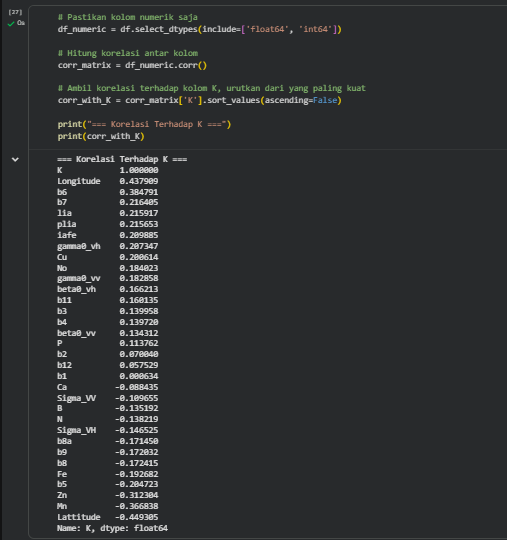 [27]
0s
# Pastikan kolom numerik saja
df_numeric = df.select_dtypes(include=['float64', 'int64'])
# Hitung korelasi antar kolom
corr_matrix = df_numeric.corr()
# Ambil korelasi terhadap kolom K, urutkan dari yang paling kuat
corr_with_K = corr_matrix['K'].sort_values(ascending=False)
print("=== Korelasi Terhadap K ===")
print(corr_with_K)
=== Korelasi Terhadap K ===
K 1.000000
Longitude 0.437909
b6 0.384791
b7 0.216405
lia 0.215917
plia 0.215653
iafe 0.209885
gamma0_vh 0.207347
Cu 0.200614
No 0.184023
gamma0_vv 0.182858
beta0_vh 0.166213
b11 0.160135
b3 0.139958
b4 0.139720
beta0_vv 0.134312
P 0.113762
b2 0.070040
b12 0.057529
b1 0.000634
Ca -0.088435
Sigma_VV -0.109655
B -0.135192
N -0.138219
Sigma_VH -0.146525
b8a -0.171450
b9 -0.172032
b8 -0.172415
Fe -0.192682
b5 -0.204723
Zn -0.312304
Mn -0.366838
Lattitude -0.449305
Name: K, dtype: float64